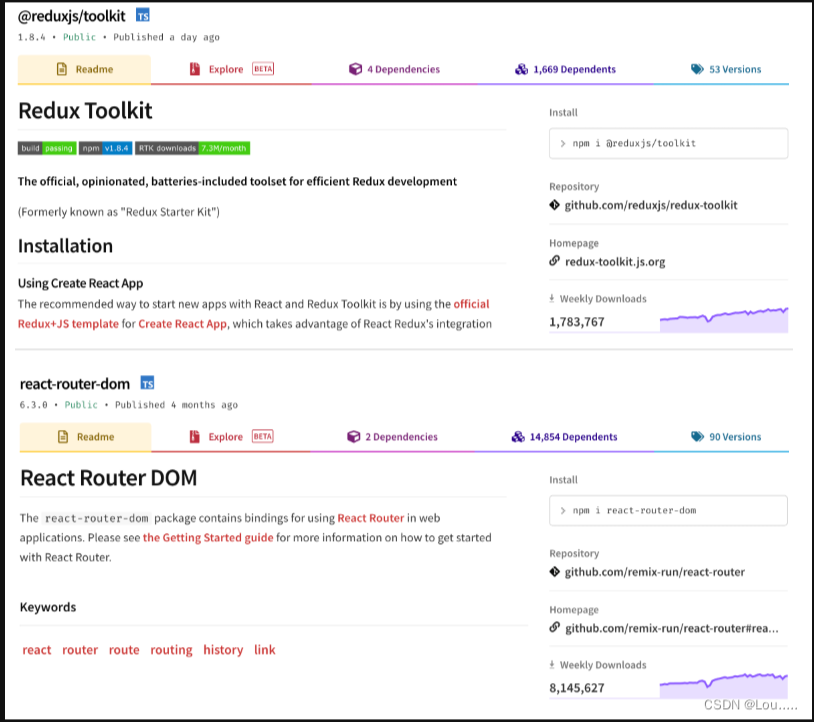 @reduxjs/toolkit TS
1.8.4 • Public • Published a day ago
Readme Explore BETA 4 Dependencies 1,669 Dependents 53 Versions
Redux Toolkit
build passing npm v1.8.4 RTK downloads 7.3M/month
The official, opinionated, batteries-included toolset for efficient Redux development
(Formerly known as "Redux Starter Kit")
Installation
Using Create React App
The recommended way to start new apps with React and Redux Toolkit is by using the official
Redux+JS template for Create React App, which takes advantage of React Redux's integration
Install
> npm i @reduxjs/toolkit
Repository
github.com/reduxjs/redux-toolkit
Homepage
redux-toolkit.js.org
Weekly Downloads
1,783,767
react-router-dom TS
6.3.0 • Public • Published 4 months ago
Readme Explore BETA 2 Dependencies 14,854 Dependents 90 Versions
React Router DOM
The react-router-dom package contains bindings for using React Router in web
applications. Please see the Getting Started guide for more information on how to get started
with React Router.
Keywords
react router route routing history link
Install
> npm i react-router-dom
Repository
github.com/remix-run/react-router
Homepage
github.com/remix-run/react-router#rea...
Weekly Downloads
8,145,627
CSDN @Lou.....